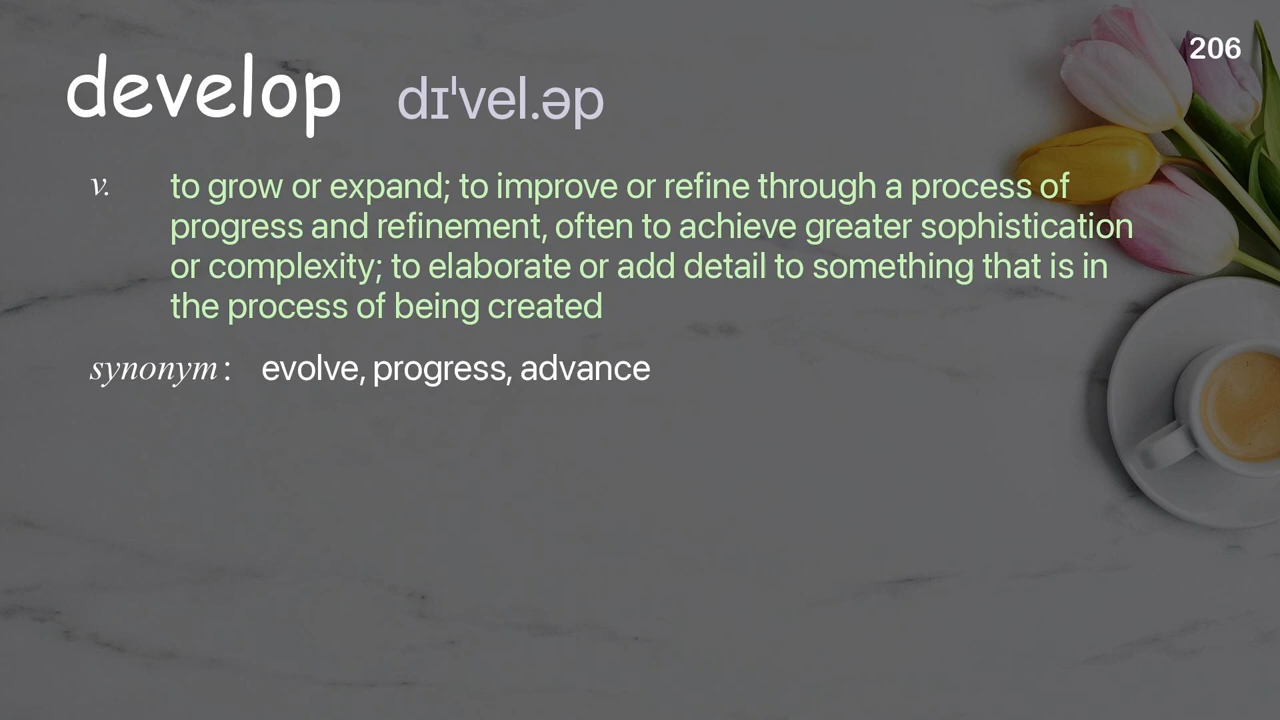 206
develop dɪˈvel.əp
v. to grow or expand; to improve or refine through a process of
progress and refinement, often to achieve greater sophistication
or complexity; to elaborate or add detail to something that is in
the process of being created
synonym : evolve, progress, advance